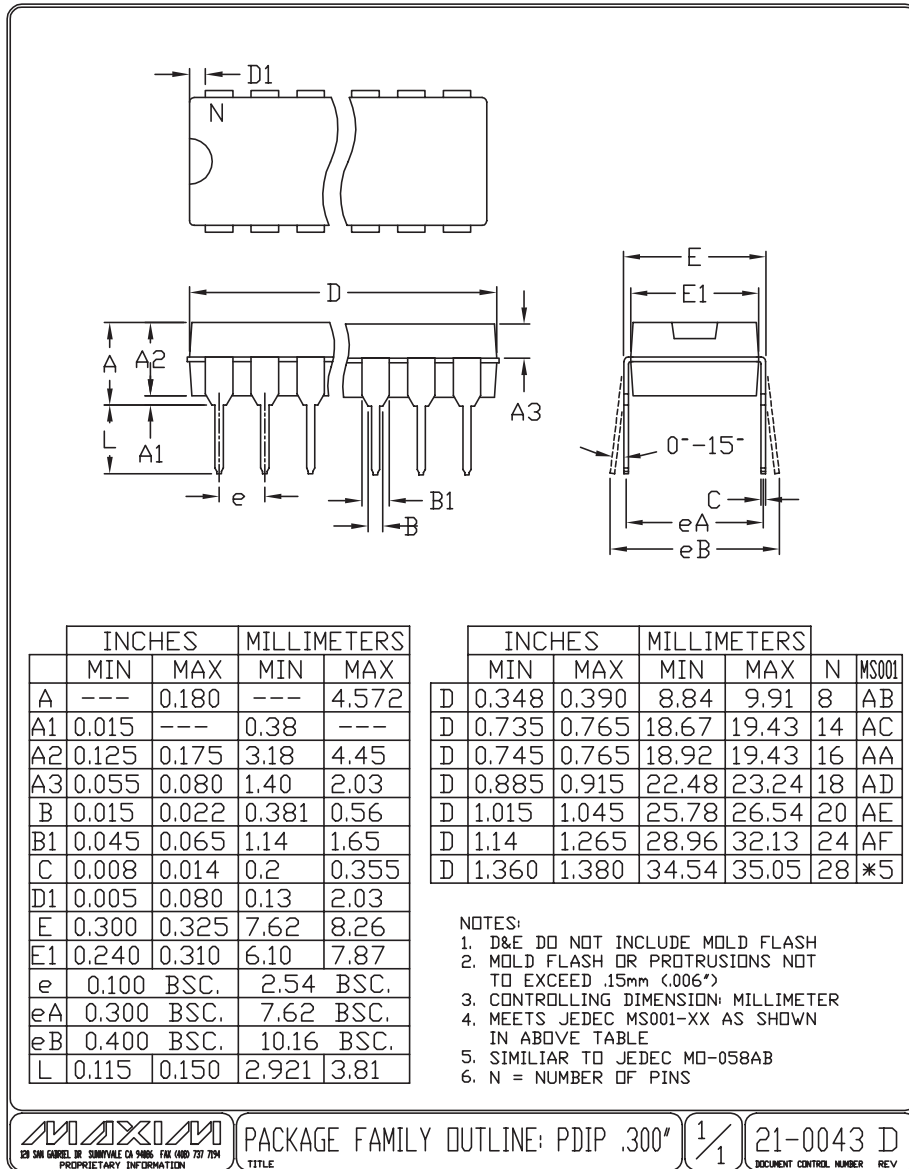 D1
N
E
E1
D
A
A2
A3
L
A1
0°-15°
e
B1
B
C
eA
eB
INCHES MILLIMETERS
MIN MAX MIN MAX
A --- 0.180 --- 4.572
A1 0.015 --- 0.38 ---
A2 0.125 0.175 3.18 4.45
A3 0.055 0.080 1.40 2.03
B 0.015 0.022 0.381 0.56
B1 0.045 0.065 1.14 1.65
C 0.008 0.014 0.2 0.355
D1 0.005 0.080 0.13 2.03
E 0.300 0.325 7.62 8.26
E1 0.240 0.310 6.10 7.87
e 0.100 BSC. 2.54 BSC.
eA 0.300 BSC. 7.62 BSC.
eB 0.400 BSC. 10.16 BSC.
L 0.115 0.150 2.921 3.81
INCHES MILLIMETERS
MIN MAX MIN MAX N MS001
D 0.348 0.390 8.84 9.91 8 AB
D 0.735 0.765 18.67 19.43 14 AC
D 0.745 0.765 18.92 19.43 16 AA
D 0.885 0.915 22.48 23.24 18 AD
D 1.015 1.045 25.78 26.54 20 AE
D 1.14 1.265 28.96 32.13 24 AF
D 1.360 1.380 34.54 35.05 28 *5
NOTES:
1. D&E DO NOT INCLUDE MOLD FLASH
2. MOLD FLASH OR PROTRUSIONS NOT
TO EXCEED .15mm (.006")
3. CONTROLLING DIMENSION: MILLIMETER
4. MEETS JEDEC MS001-XX AS SHOWN
IN ABOVE TABLE
5. SIMILIAR TO JEDEC MO-058AB
6. N = NUMBER OF PINS
MAXIM
120 SAN GABRIEL DR SUNNYVALE CA 94086 FAX (408) 737 7194
PROPRIETARY INFORMATION
PACKAGE FAMILY OUTLINE: PDIP .300"
TITLE
1/1
21-0043 D
DOCUMENT CONTROL NUMBER REV